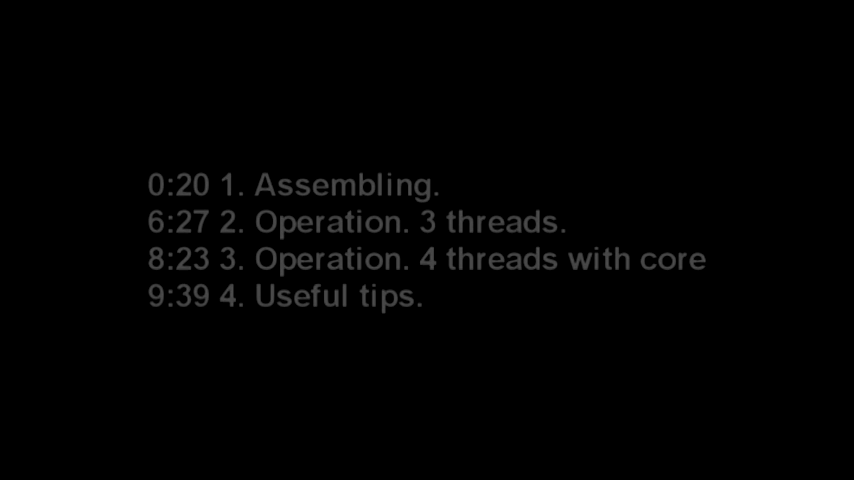 0:20 1. Assembling.
6:27 2. Operation. 3 threads.
8:23 3. Operation. 4 threads with core
9:39 4. Useful tips.